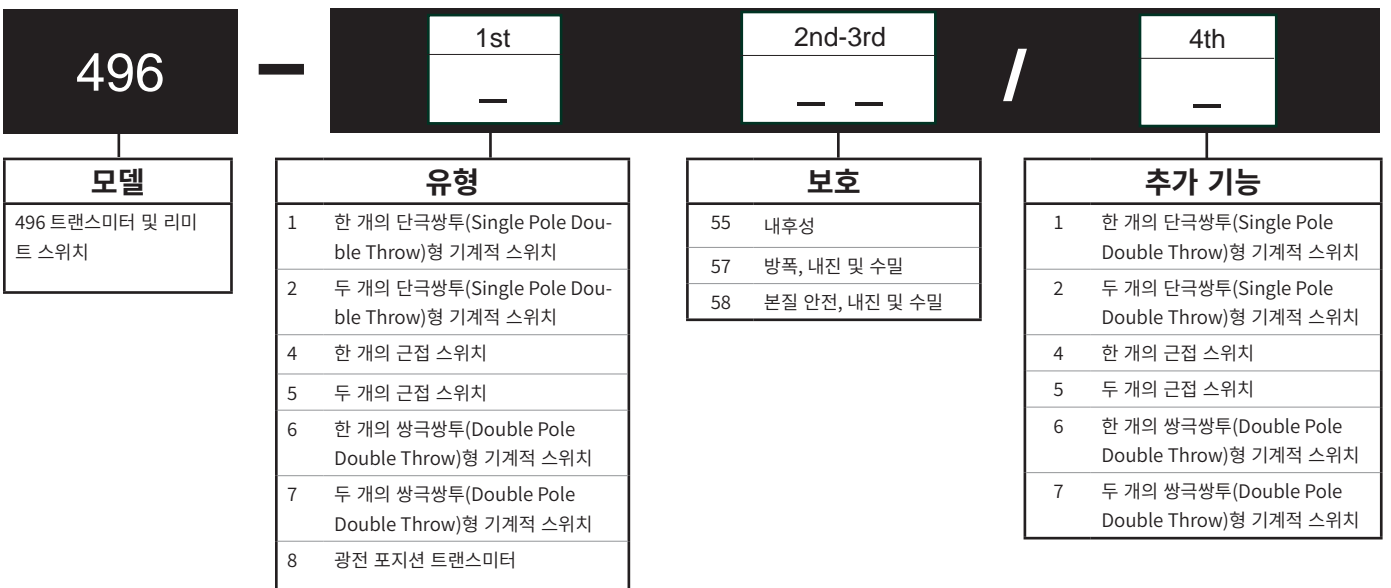 496 – 1st 2nd-3rd / 4th
_ _ _ _
모델
496 트랜스미터 및 리미
트 스위치
유형
1 한 개의 단극쌍투(Single Pole Dou-
ble Throw)형 기계적 스위치
2 두 개의 단극쌍투(Single Pole Dou-
ble Throw)형 기계적 스위치
4 한 개의 근접 스위치
5 두 개의 근접 스위치
6 한 개의 쌍극쌍투(Double Pole
Double Throw)형 기계적 스위치
7 두 개의 쌍극쌍투(Double Pole
Double Throw)형 기계적 스위치
8 광전 포지션 트랜스미터
보호
55 내후성
57 방폭, 내진 및 수밀
58 본질 안전, 내진 및 수밀
추가 기능
1 한 개의 단극쌍투(Single Pole
Double Throw)형 기계적 스위치
2 두 개의 단극쌍투(Single Pole
Double Throw)형 기계적 스위치
4 한 개의 근접 스위치
5 두 개의 근접 스위치
6 한 개의 쌍극쌍투(Double Pole
Double Throw)형 기계적 스위치
7 두 개의 쌍극쌍투(Double Pole
Double Throw)형 기계적 스위치